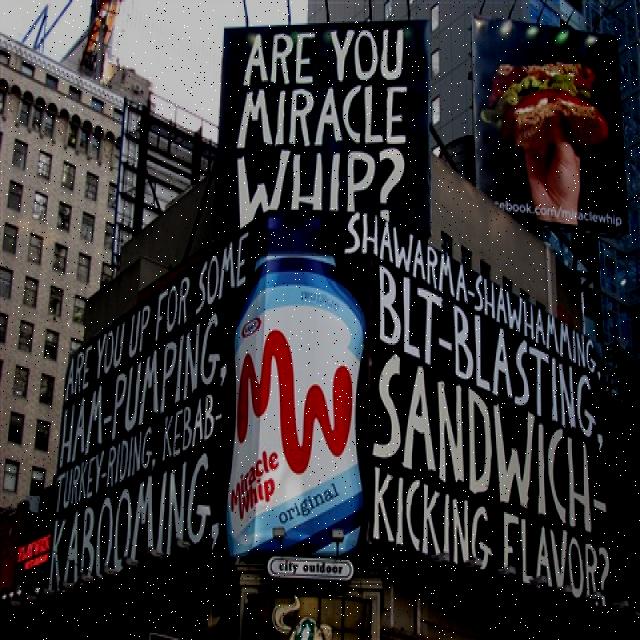 ARE YOU
MIRACLE
WHIP?
ebook.com/miraclewhip
ARE YOU UP FOR SOME
HAM-PUMPING,
TURKEY-RIDING, KEBAB-
KABOOMING,
SHAWARMA-SHAWHAMMING,
BLT-BLASTING,
SANDWICH-
KICKING FLAVOR?
MW
Miracle
Whip
original
city outdoor